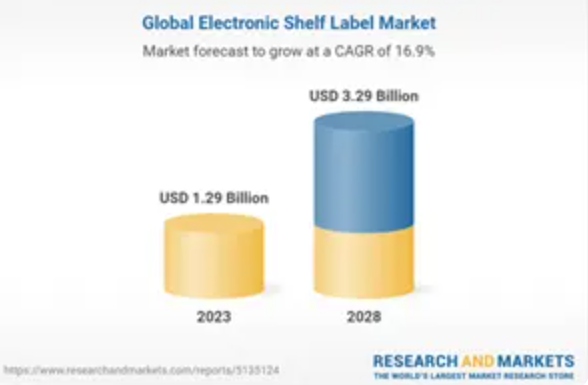 Global Electronic Shelf Label Market
Market forecast to grow at a CAGR of 16.9%
USD 3.29 Billion
USD 1.29 Billion
2023 2028
https://www.researchandmarkets.com/reports/5135124
RESEARCH AND MARKETS
THE WORLD'S LARGEST MARKET RESEARCH STORE